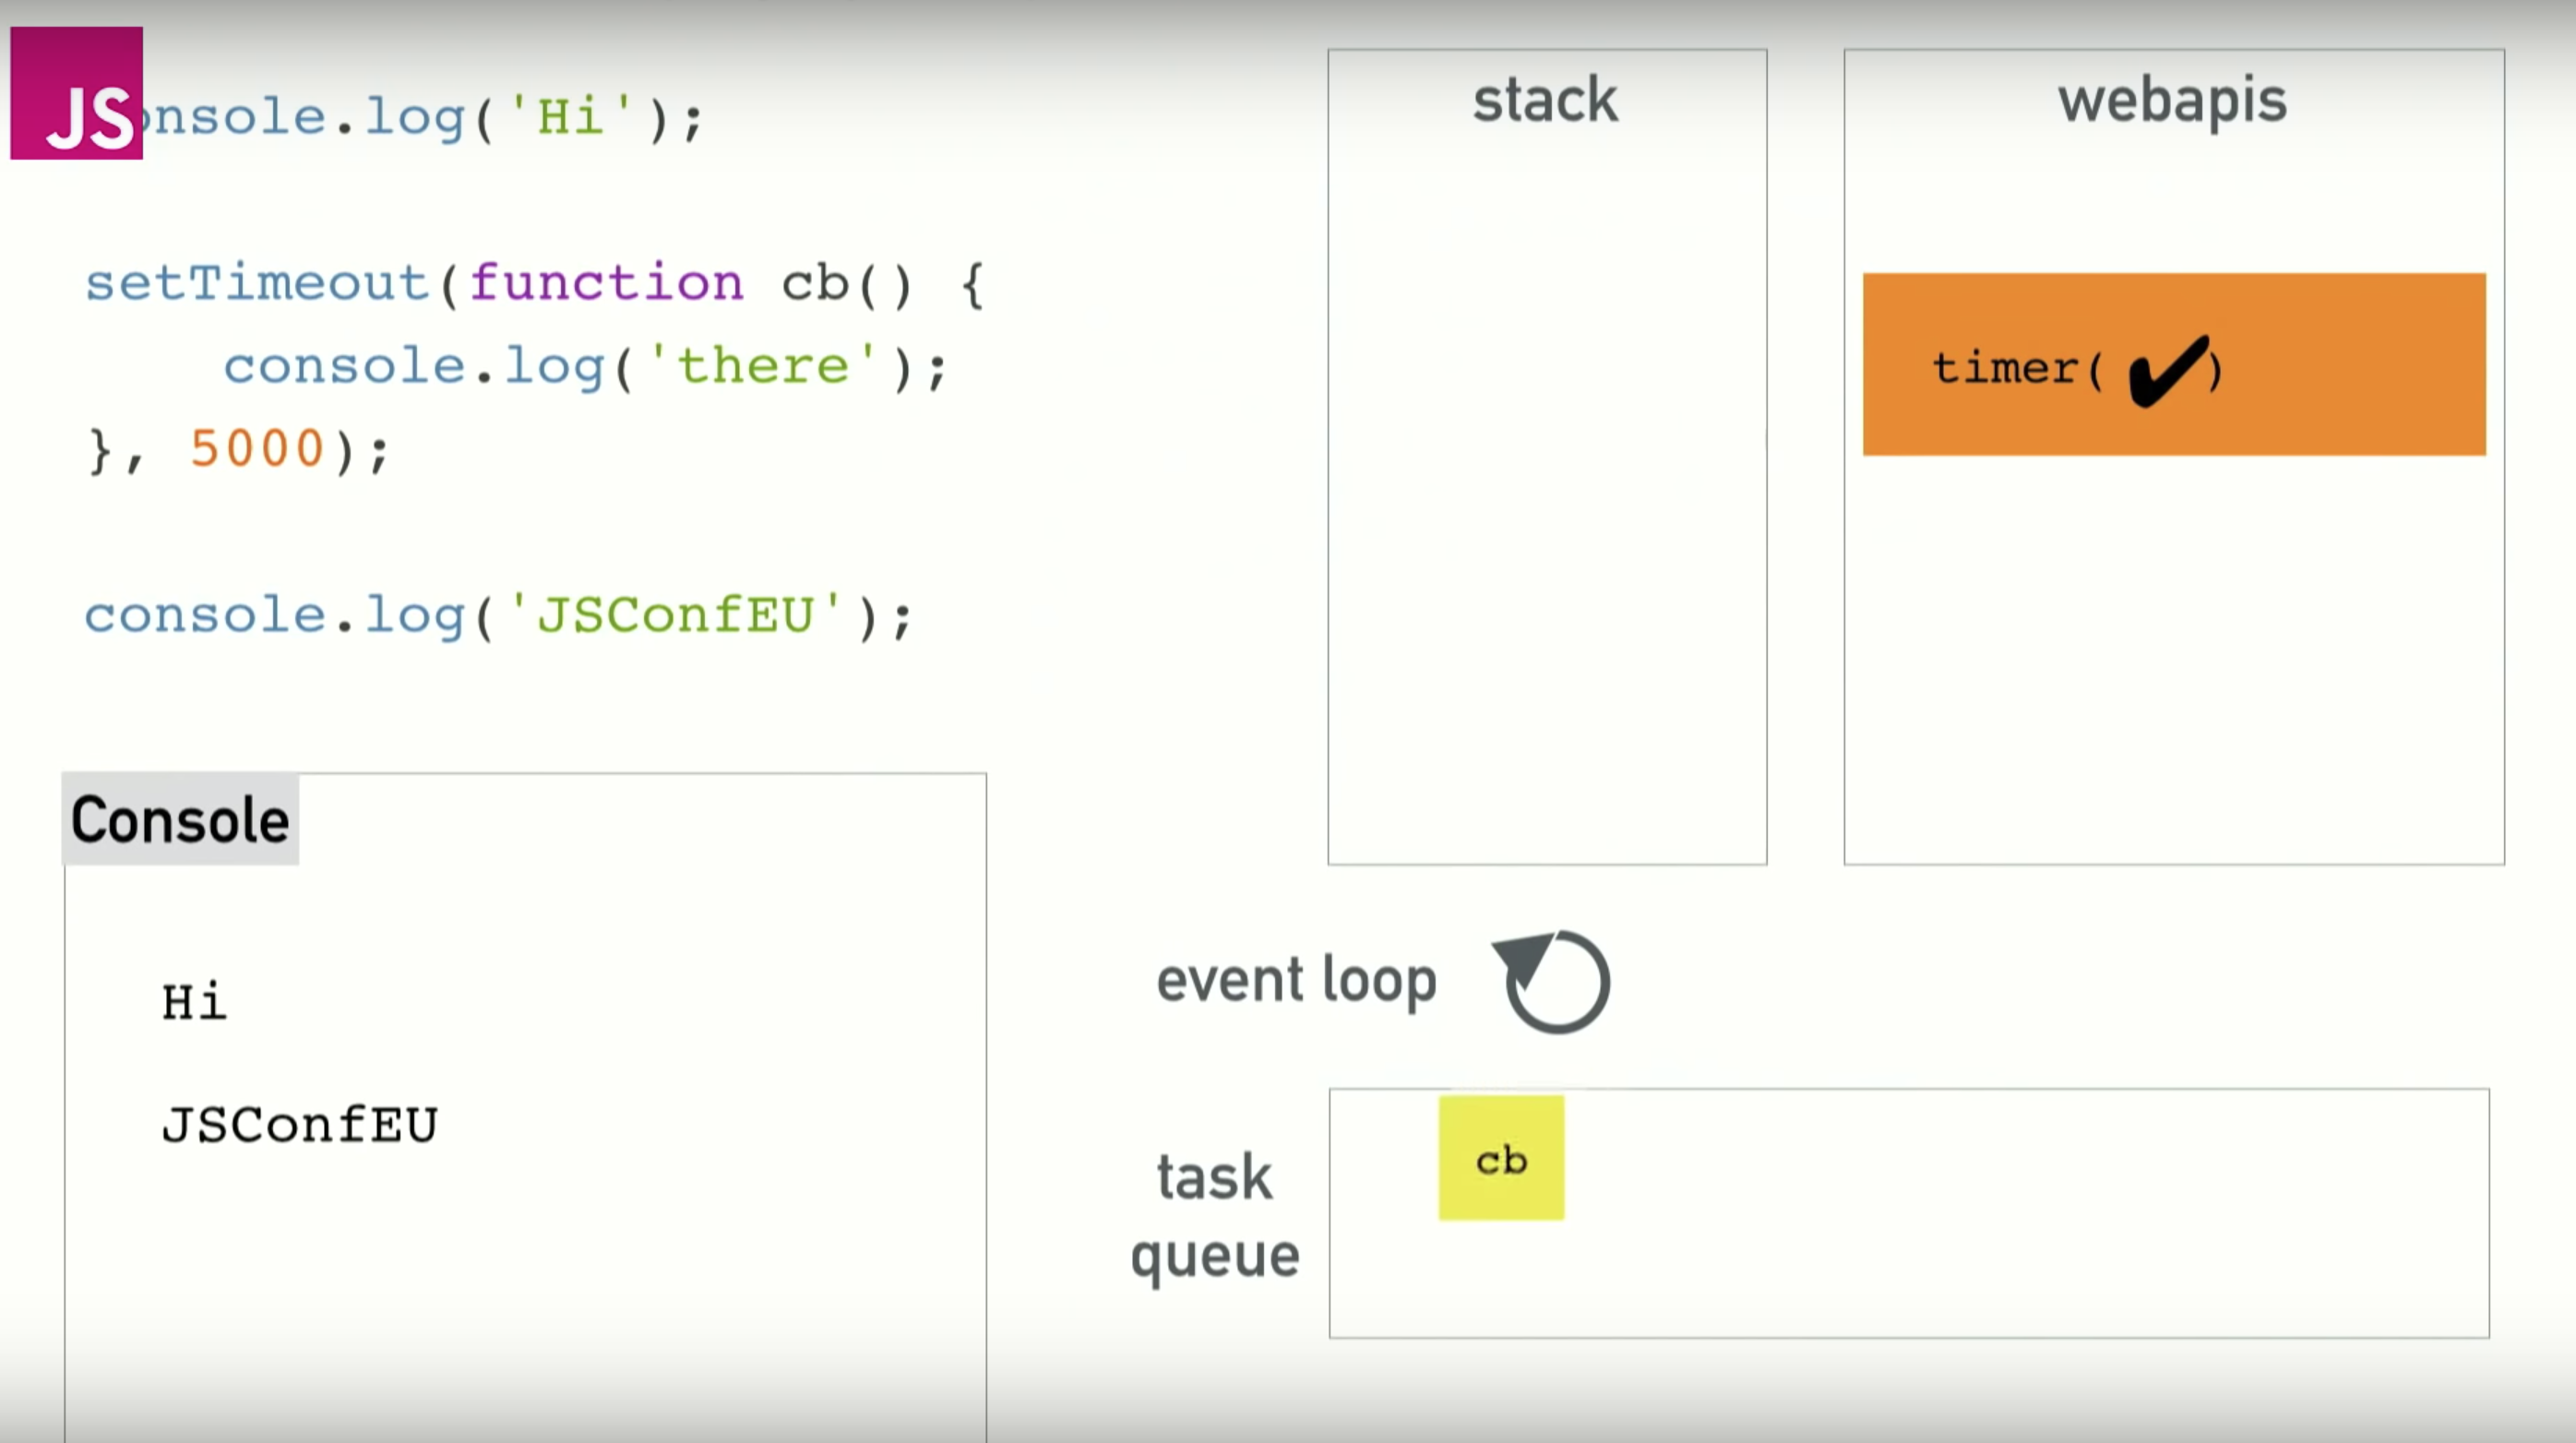 JS
onsole.log('Hi');
setTimeout(function cb() {
    console.log('there');
}, 5000);
console.log('JSConfEU');
Console
Hi
JSConfEU
stack
webapis
timer( ✔)
event loop
task
queue
cb